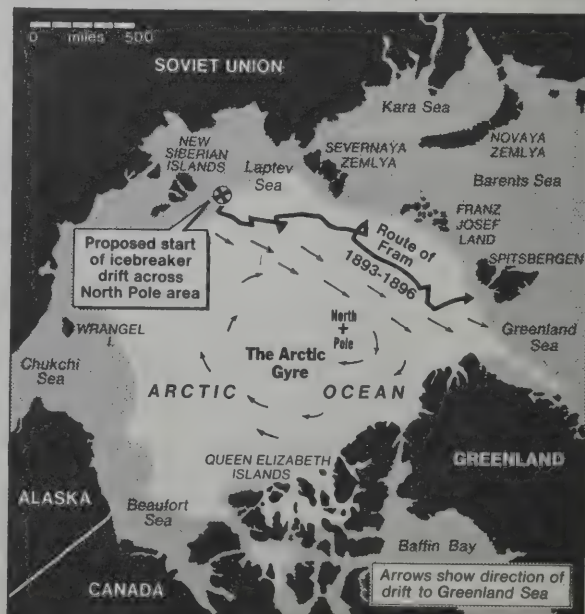 0 miles 500
SOVIET UNION
Kara Sea
NEW
SIBERIAN
ISLANDS
Laptev
Sea
SEVERNAYA
ZEMLYA
NOVAYA
ZEMLYA
Barents Sea
FRANZ
JOSEF
LAND
Proposed start
of icebreaker
drift across
North Pole area
Route of
Fram
1893-1896
SPITSBERGEN
WRANGEL
I.
North
+
Pole
Greenland
Sea
Chukchi
Sea
The Arctic
Gyre
ARCTIC OCEAN
QUEEN ELIZABETH
ISLANDS
GREENLAND
ALASKA
Beaufort
Sea
Baffin Bay
CANADA
Arrows show direction of
drift to Greenland Sea